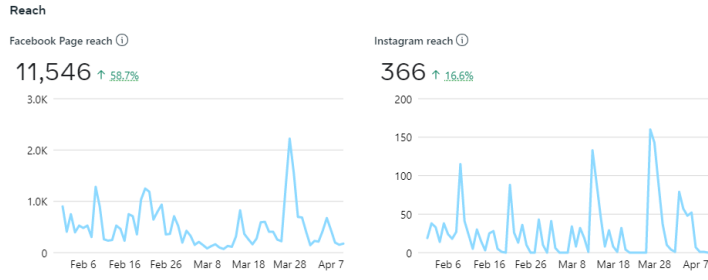 Reach
Facebook Page reach
11,546 ↑ 58.7%
3.0K
2.0K
1.0K
0
Feb 6 Feb 16 Feb 26 Mar 8 Mar 18 Mar 28 Apr 7
Instagram reach
366 ↑ 16.6%
200
150
100
50
0
Feb 6 Feb 16 Feb 26 Mar 8 Mar 18 Mar 28 Apr 7